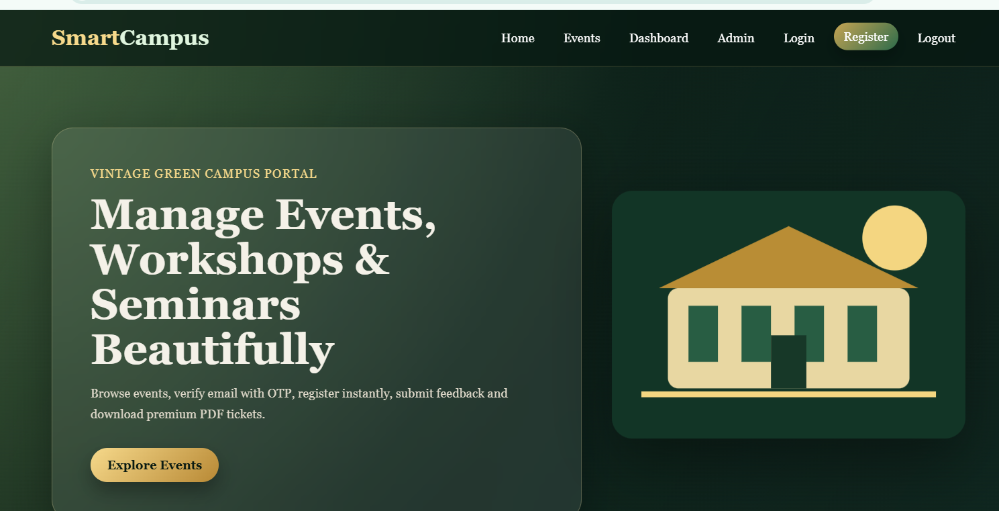 SmartCampus
Home Events Dashboard Admin Login Register Logout
VINTAGE GREEN CAMPUS PORTAL
Manage Events,
Workshops &
Seminars
Beautifully
Browse events, verify email with OTP, register instantly, submit feedback and
download premium PDF tickets.
Explore Events